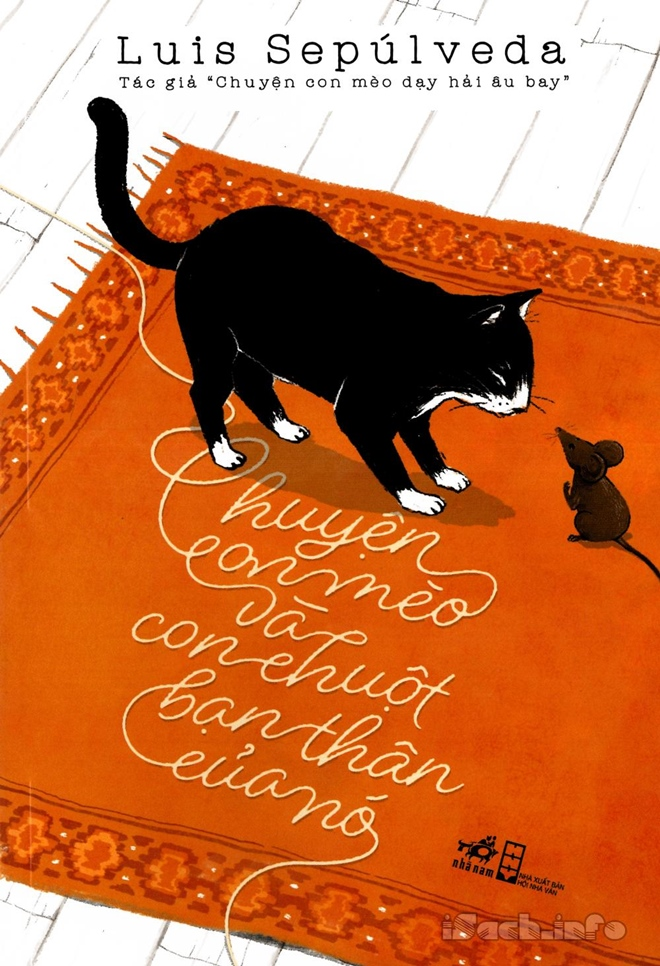 Luis Sepúlveda
Tác giả “Chuyện con mèo dạy hải âu bay”
Chuyện
con mèo
và
con chuột
bạn thân
của nó
nhã nam
NHÀ XUẤT BẢN
HỘI NHÀ VĂN
iSach.info